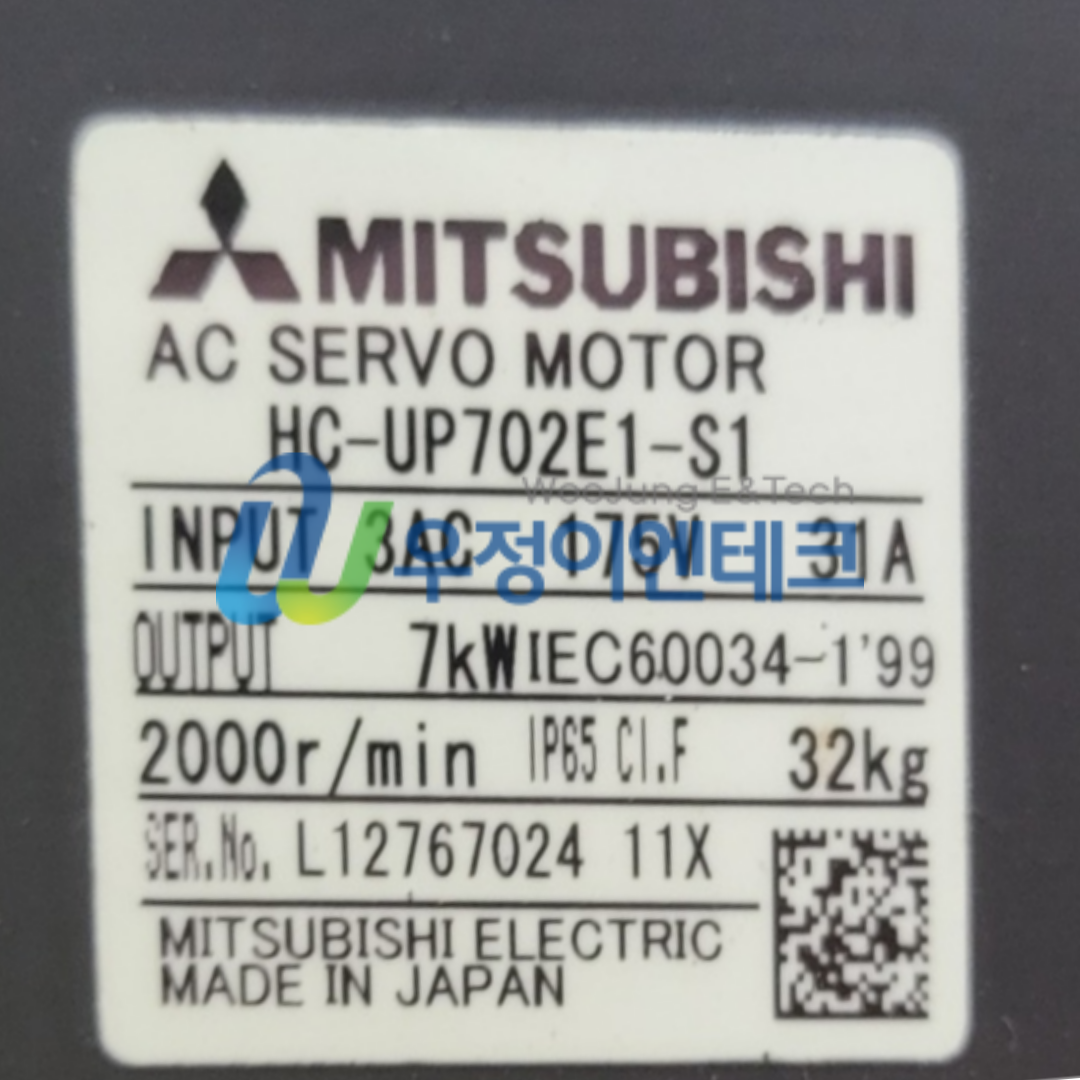 MITSUBISHI
AC SERVO MOTOR
HC-UP702E1-S1
WooJung E&Tech
INPUT 3AC 175V 31A
우정이엔테크
OUTPUT 7kW IEC60034-1'99
2000r/min IP65 Cl.F 32kg
SER.No. L12767024 11X
MITSUBISHI ELECTRIC
MADE IN JAPAN